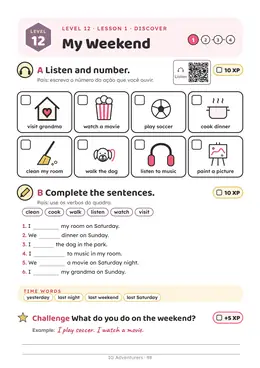 LEVEL 12 • LESSON 1 • DISCOVER
LEVEL
12
My Weekend
1 2 3 4
A Listen and number.
Pais: escreva o número da ação que você ouvir.
Listen
10 XP
visit grandma
watch a movie
play soccer
cook dinner
clean my room
walk the dog
listen to music
paint a picture
B Complete the sentences.
Pais: use os verbos do quadro.
10 XP
clean cook walk listen watch visit
1. I ________ my room on Saturday.
2. We ________ dinner on Sunday.
3. I ________ the dog in the park.
4. I ________ to music in my room.
5. We ________ a movie on Saturday night.
6. I ________ my grandma on Sunday.
TIME WORDS
yesterday last night last weekend last Saturday
Challenge What do you do on the weekend?
+5 XP
Example: I play soccer. I watch a movie.